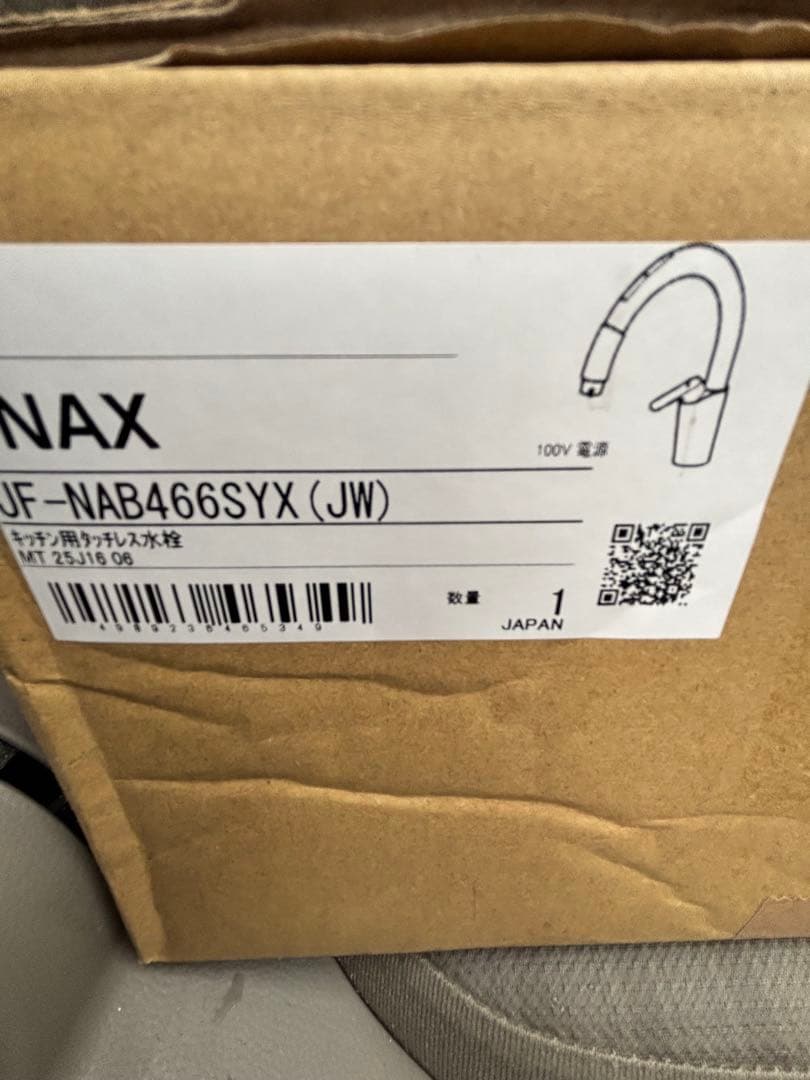 NAX
JF-NAB466SYX(JW)
キッチン用タッチレス水栓
MT 25J16 06
100V 電源
4989236465349
数量 1
JAPAN